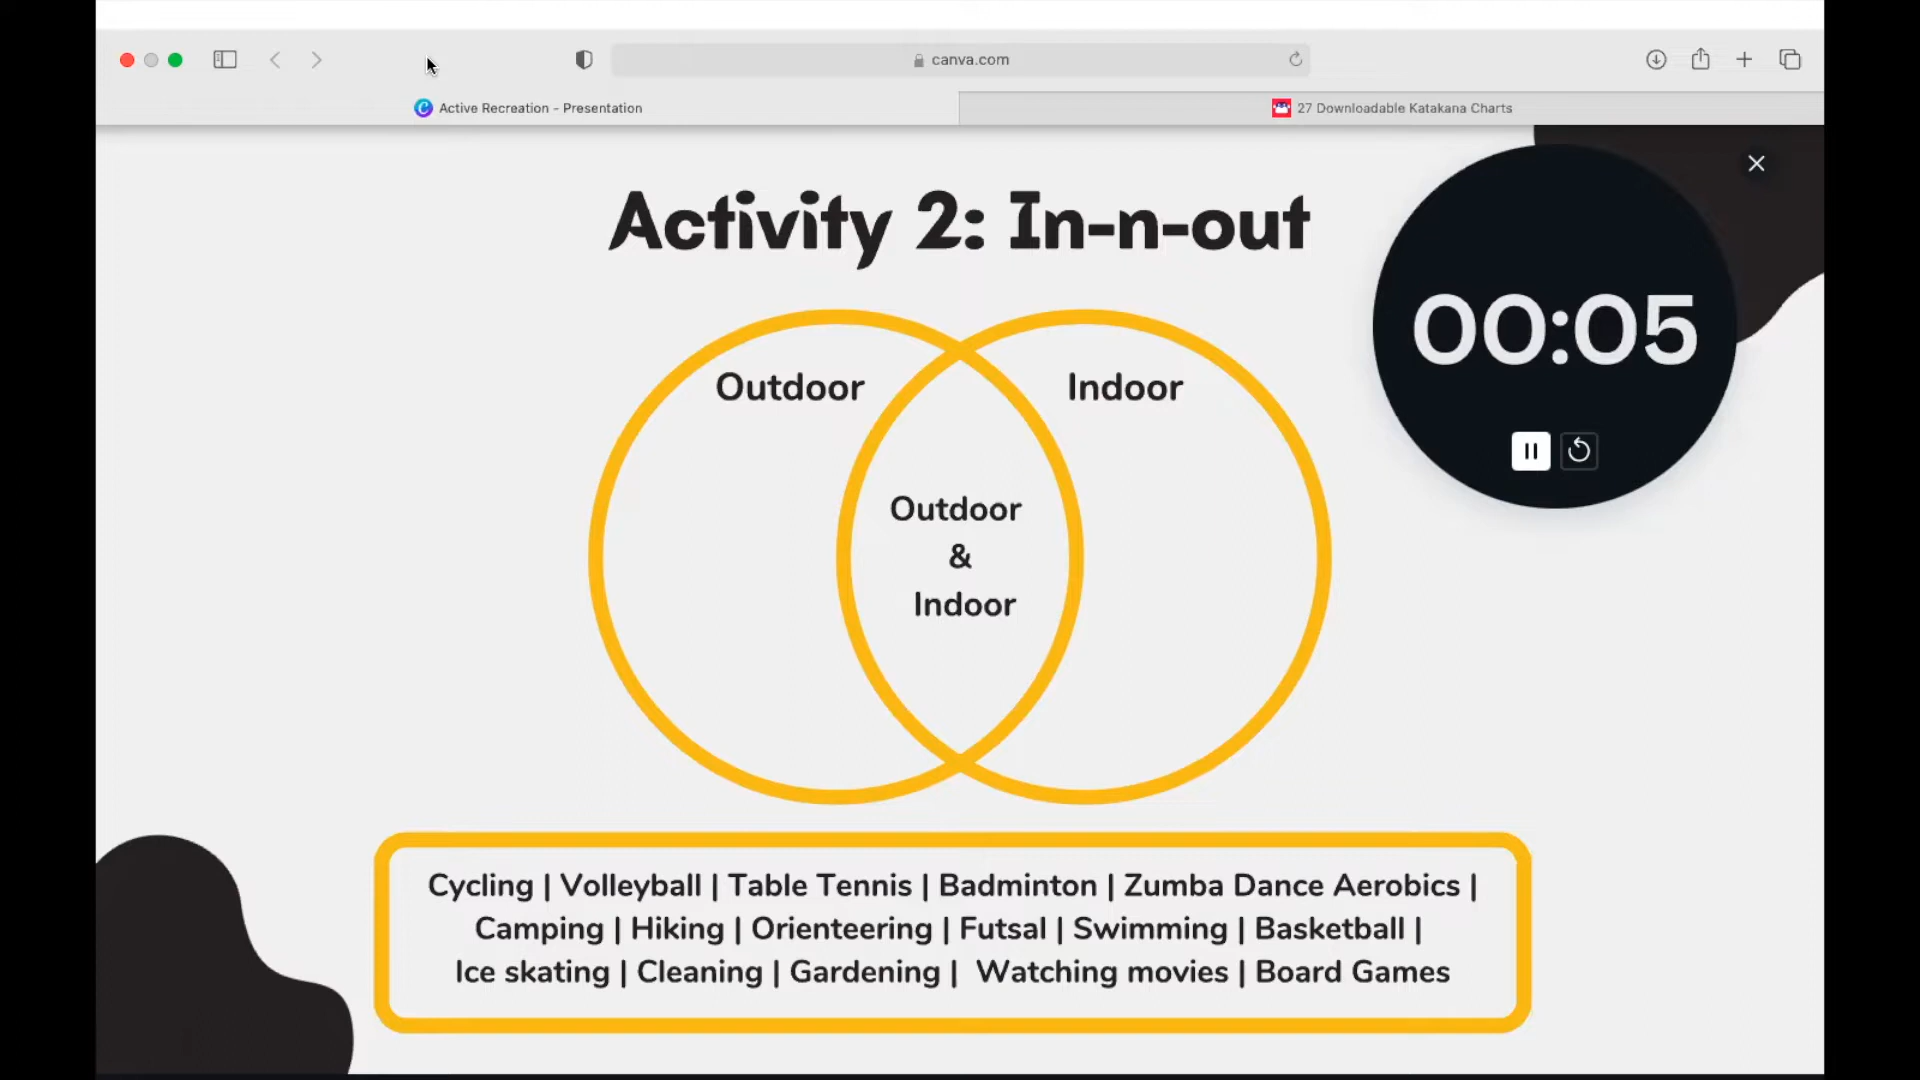 canva.com
Active Recreation - Presentation
27 Downloadable Katakana Charts
Activity 2: In-n-out
00:05
Outdoor
Indoor
Outdoor
&
Indoor
Cycling | Volleyball | Table Tennis | Badminton | Zumba Dance Aerobics |
Camping | Hiking | Orienteering | Futsal | Swimming | Basketball |
Ice skating | Cleaning | Gardening | Watching movies | Board Games